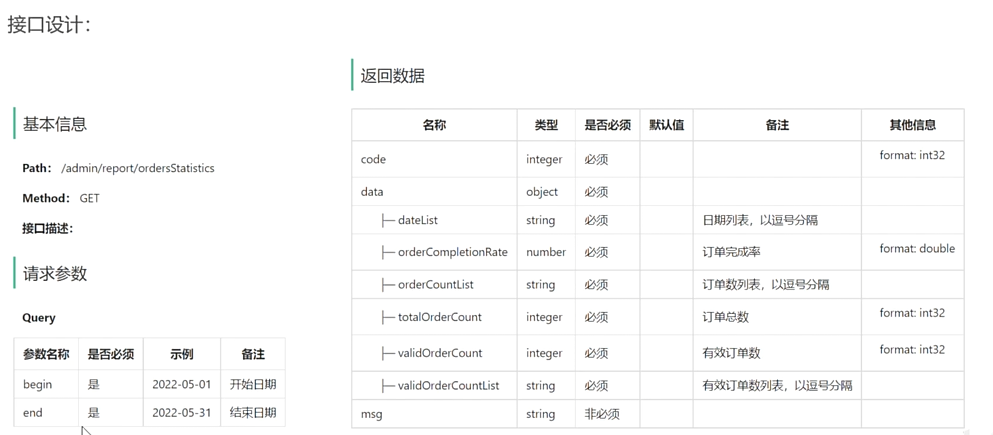 接口设计：
基本信息
Path： /admin/report/ordersStatistics
Method： GET
接口描述：
请求参数
Query
参数名称 是否必须 示例 备注
begin 是 2022-05-01 开始日期
end 是 2022-05-31 结束日期
返回数据
名称 类型 是否必须 默认值 备注 其他信息
code integer 必须 format: int32
data object 必须
├─ dateList string 必须 日期列表，以逗号分隔
├─ orderCompletionRate number 必须 订单完成率 format: double
├─ orderCountList string 必须 订单数列表，以逗号分隔
├─ totalOrderCount integer 必须 订单总数 format: int32
├─ validOrderCount integer 必须 有效订单数 format: int32
├─ validOrderCountList string 必须 有效订单数列表，以逗号分隔
msg string 非必须